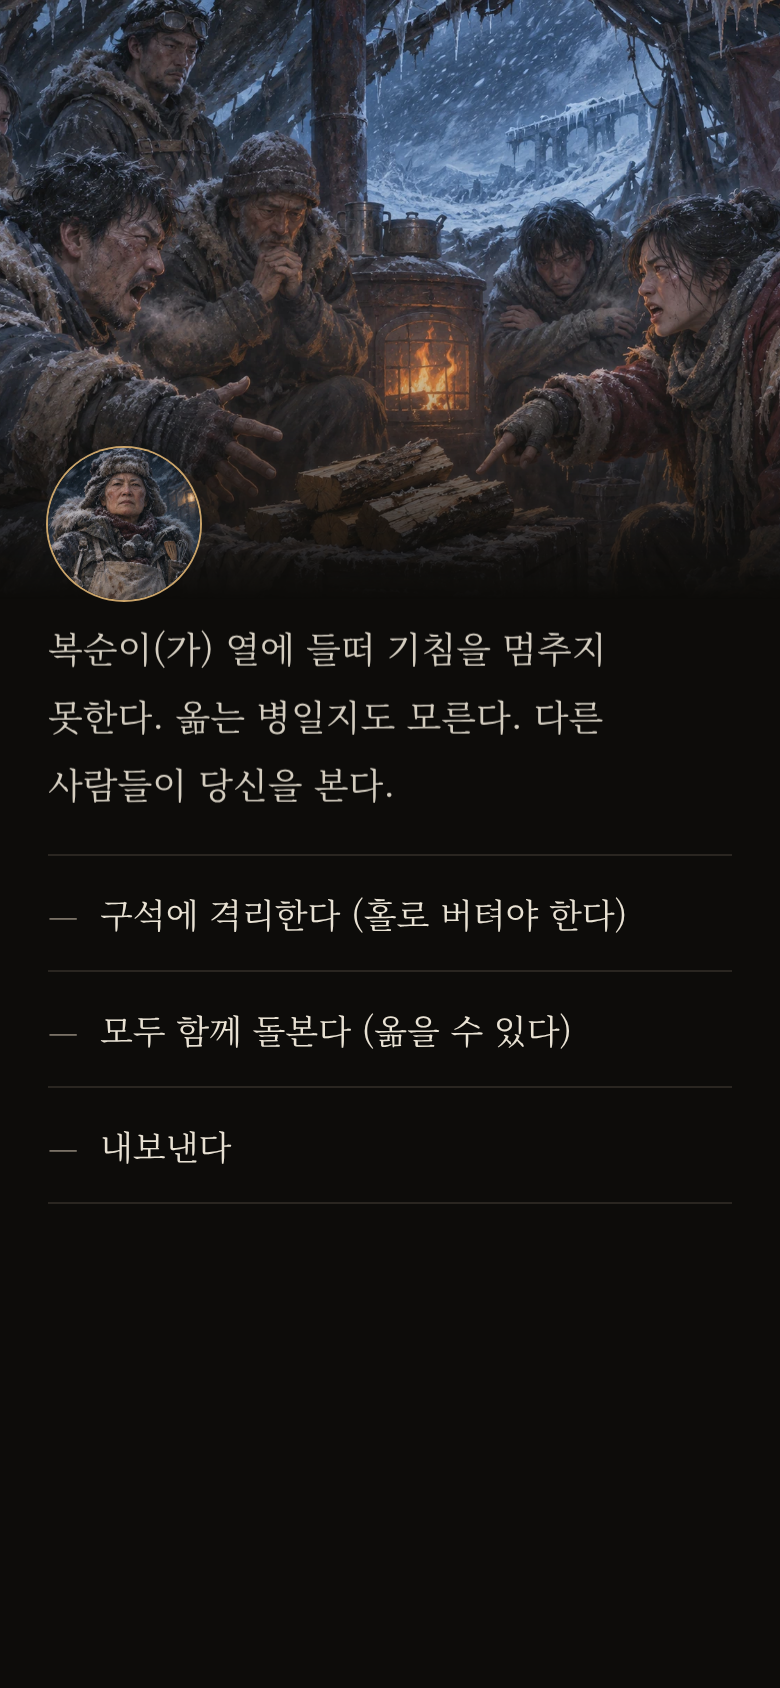 복순이(가) 열에 들떠 기침을 멈추지
못한다. 옮는 병일지도 모른다. 다른
사람들이 당신을 본다.
— 구석에 격리한다 (홀로 버텨야 한다)
— 모두 함께 돌본다 (옮을 수 있다)
— 내보낸다